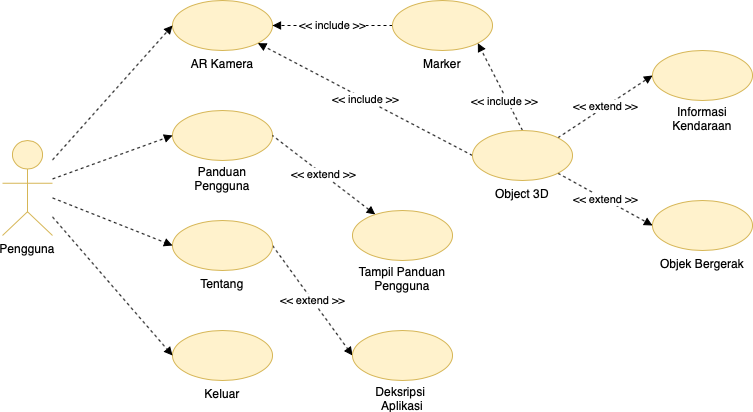 << include >>
AR Kamera
Marker
<< include >>
<< include >>
<< extend >>
Informasi
Kendaraan
Panduan
Pengguna
<< extend >>
Object 3D
<< extend >>
Pengguna
Tentang
Tampil Panduan
Pengguna
Objek Bergerak
<< extend >>
Keluar
Deksripsi
Aplikasi